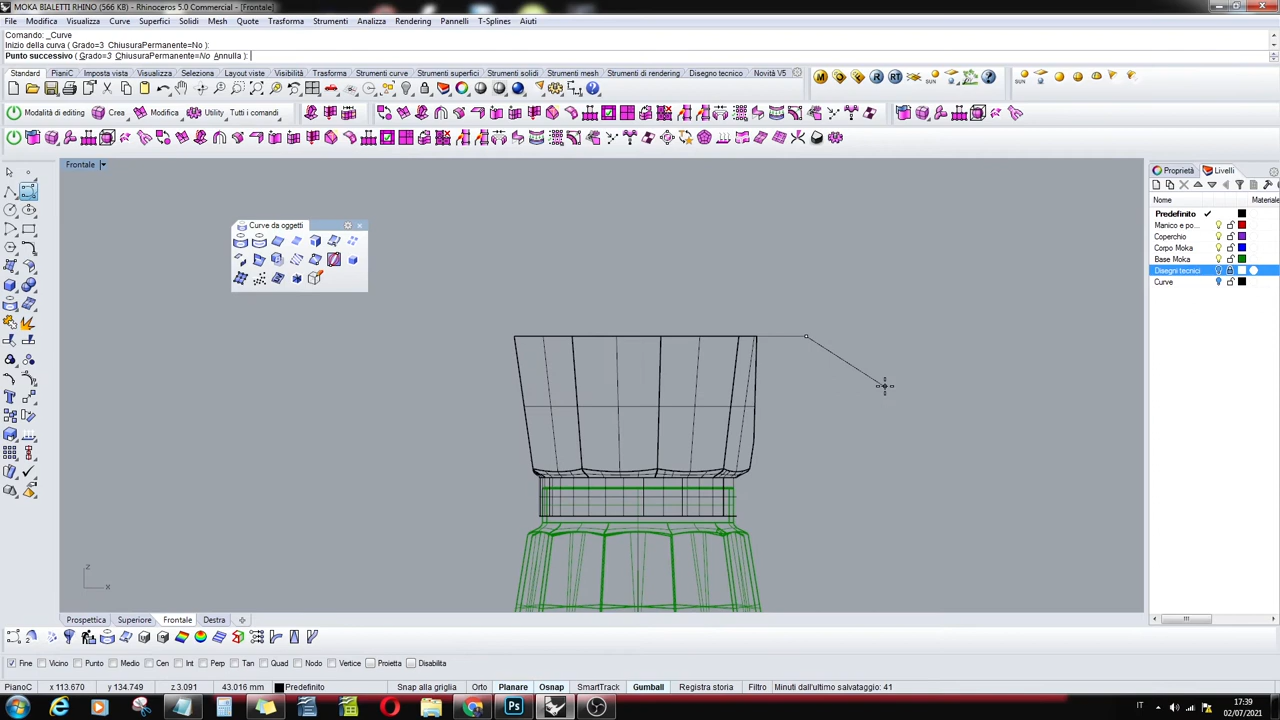 MOKA BIALETTI RHINO (566 KB) - Rhinoceros 5.0 Commercial - [Frontale]
File Modifica Visualizza Curve Superfici Solidi Mesh Quote Trasforma Strumenti Analizza Rendering Pannelli T-Splines Aiuti
Comando: _Curve
Inizio della curva ( Grado=3 ChiusuraPermanente=No ):
Punto successivo ( Grado=3 ChiusuraPermanente=No Annulla ):
Standard PianiC Imposta vista Visualizza Seleziona Layout viste Visibilità Trasforma Strumenti curve Strumenti superfici Strumenti solidi Strumenti mesh Strumenti di rendering Disegno tecnico Novità V5
Modalità di editing Crea Modifica Utility Tutti i comandi
Frontale
Proprietà Livelli
Curve da oggetti
Nome Materiale
Predefinito
Manico e po...
Coperchio
Corpo Moka
Base Moka
Disegni tecnici
Curve
z
x
Prospettica Superiore Frontale Destra
Fine Vicino Punto Medio Cen Int Perp Tan Quad Nodo Vertice Proietta Disabilita
PianoC x 113.670 y 134.749 z 3.091 43.016 mm Predefinito Snap alla griglia Orto Planare Osnap SmartTrack Gumball Registra storia Filtro Minuti dall'ultimo salvataggio: 41
IT 17:39
02/07/2021